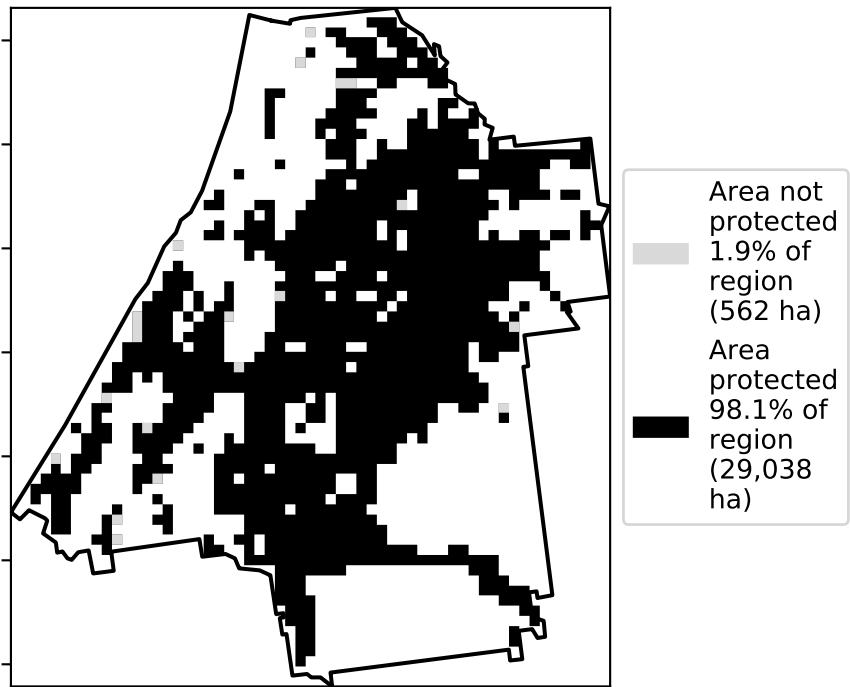 Area not
protected
1.9% of
region
(562 ha)
Area
protected
98.1% of
region
(29,038
ha)